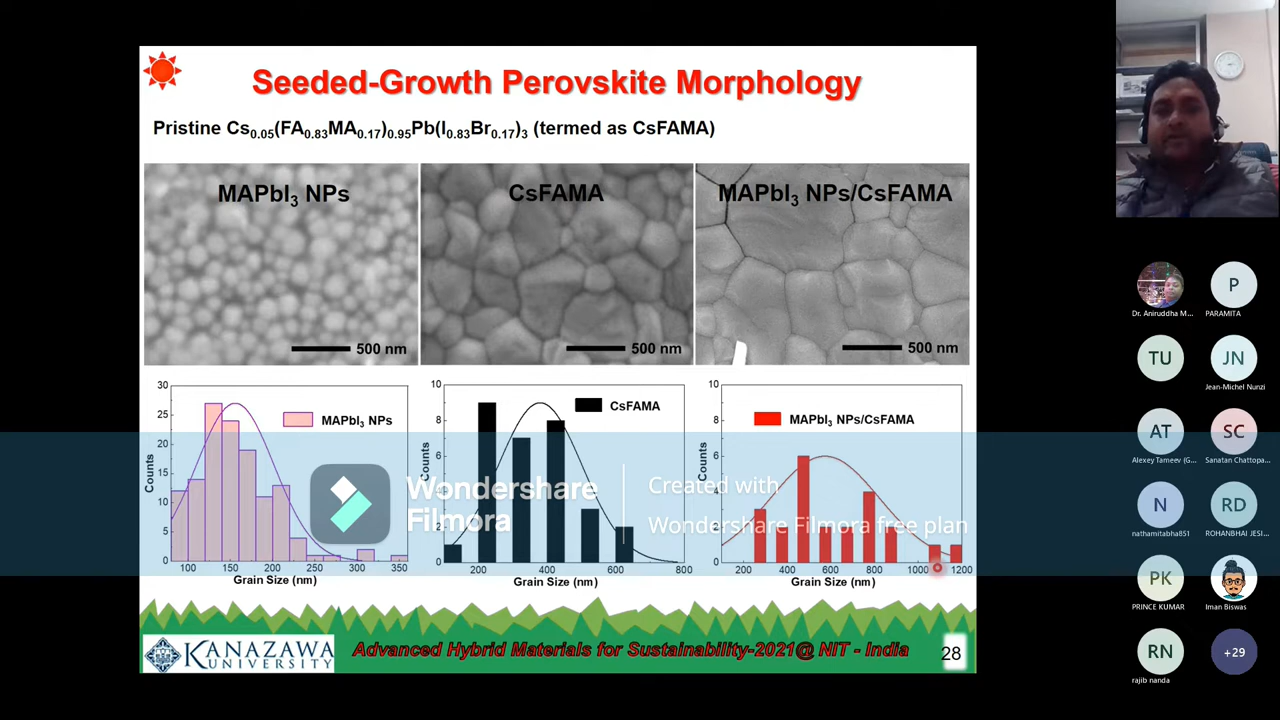 Seeded-Growth Perovskite Morphology
Pristine Cs0.05(FA0.83MA0.17)0.95Pb(I0.83Br0.17)3 (termed as CsFAMA)
MAPbI3 NPs
CsFAMA
MAPbI3 NPs/CsFAMA
500 nm
500 nm
500 nm
30
25
20
15
10
5
0
Counts
MAPbI3 NPs
100 150 200 250 300 350
Grain Size (nm)
10
8
6
4
2
0
Counts
CsFAMA
200 400 600 800
Grain Size (nm)
10
8
6
4
2
0
Counts
MAPbI3 NPs/CsFAMA
200 400 600 800 1000 1200
Grain Size (nm)
Wondershare
Filmora
Created with
Wondershare Filmora free plan
KANAZAWA
UNIVERSITY
Advanced Hybrid Materials for Sustainability-2021@ NIT - India
28
Dr. Aniruddha M...
P
PARAMITA
TU
JN
Jean-Michel Nunzi
AT
Alexey Tameev (G...
SC
Sanatan Chattopa...
N
nathamitabha851
RD
ROHANBHAI JESI...
PK
PRINCE KUMAR
Iman Biswas
RN
rajib nanda
+29